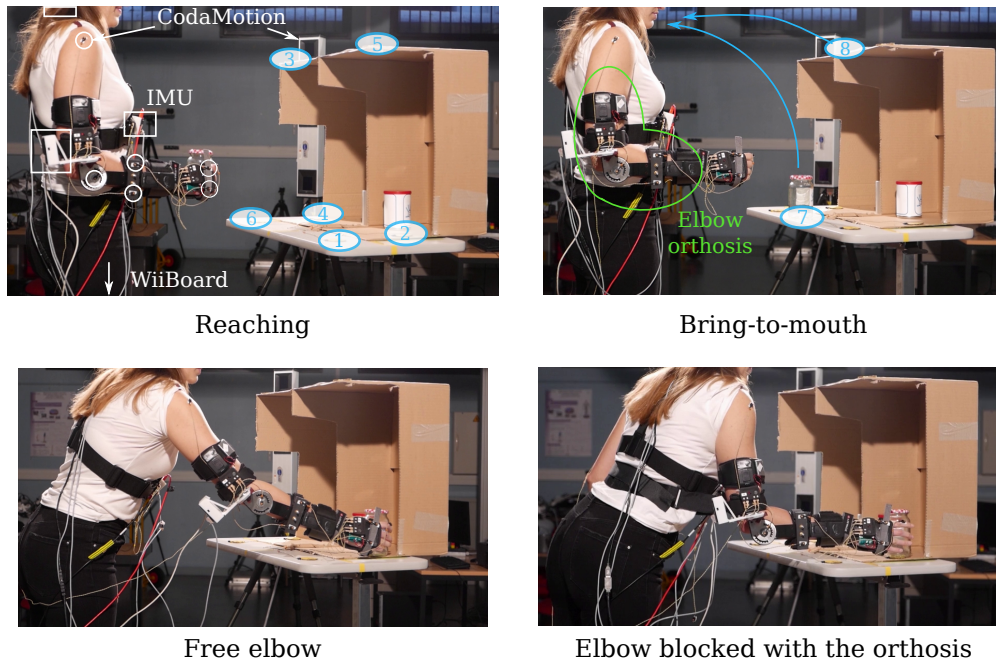 CodaMotion
5
3
IMU
4
6
1
2
WiiBoard
Reaching
8
7
Elbow
orthosis
Bring-to-mouth
Free elbow
Elbow blocked with the orthosis